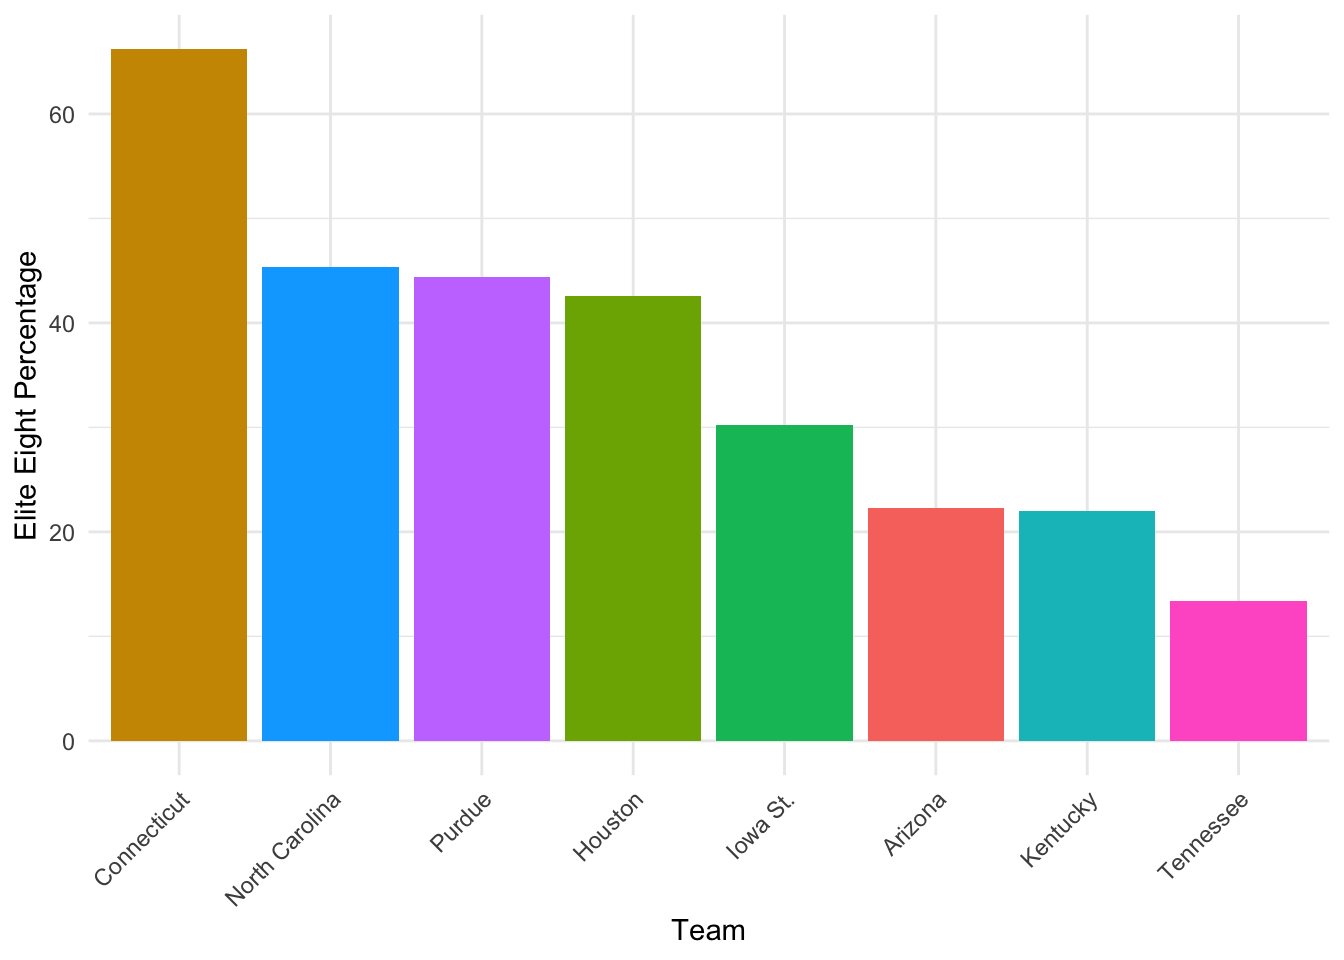 Elite Eight Percentage
60
40
20
0
Connecticut
North Carolina
Purdue
Houston
Iowa St.
Arizona
Kentucky
Tennessee
Team